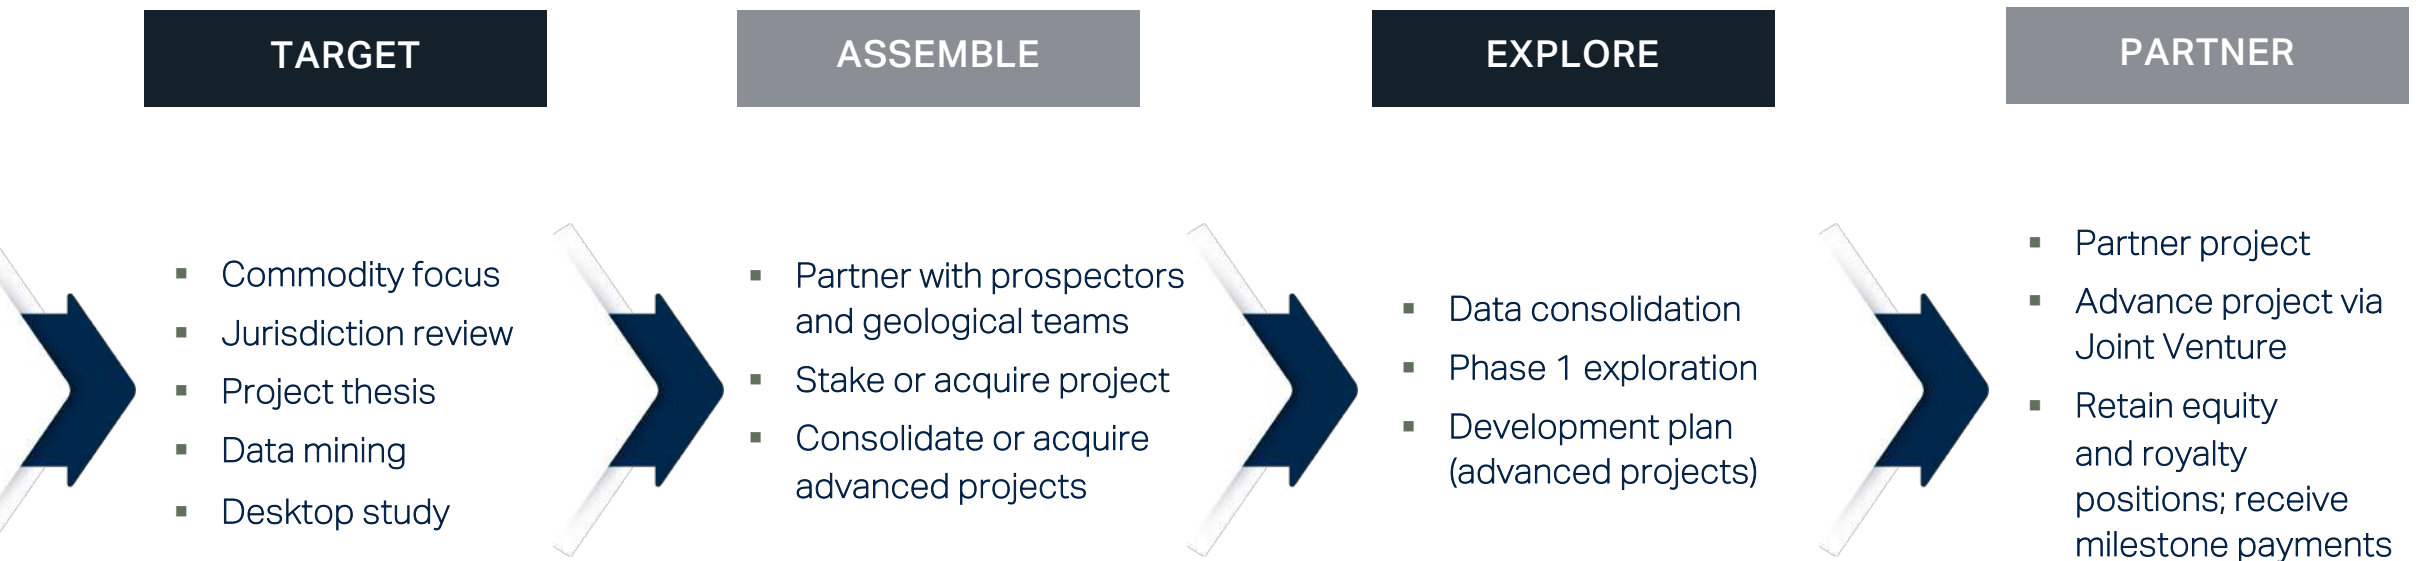 TARGET
Commodity focus
Jurisdiction review
Project thesis
Data mining
Desktop study
ASSEMBLE
Partner with prospectors
and geological teams
Stake or acquire project
Consolidate or acquire
advanced projects
EXPLORE
Data consolidation
Phase 1 exploration
Development plan
(advanced projects)
PARTNER
Partner project
Advance project via
Joint Venture
Retain equity
and royalty
positions; receive
milestone payments